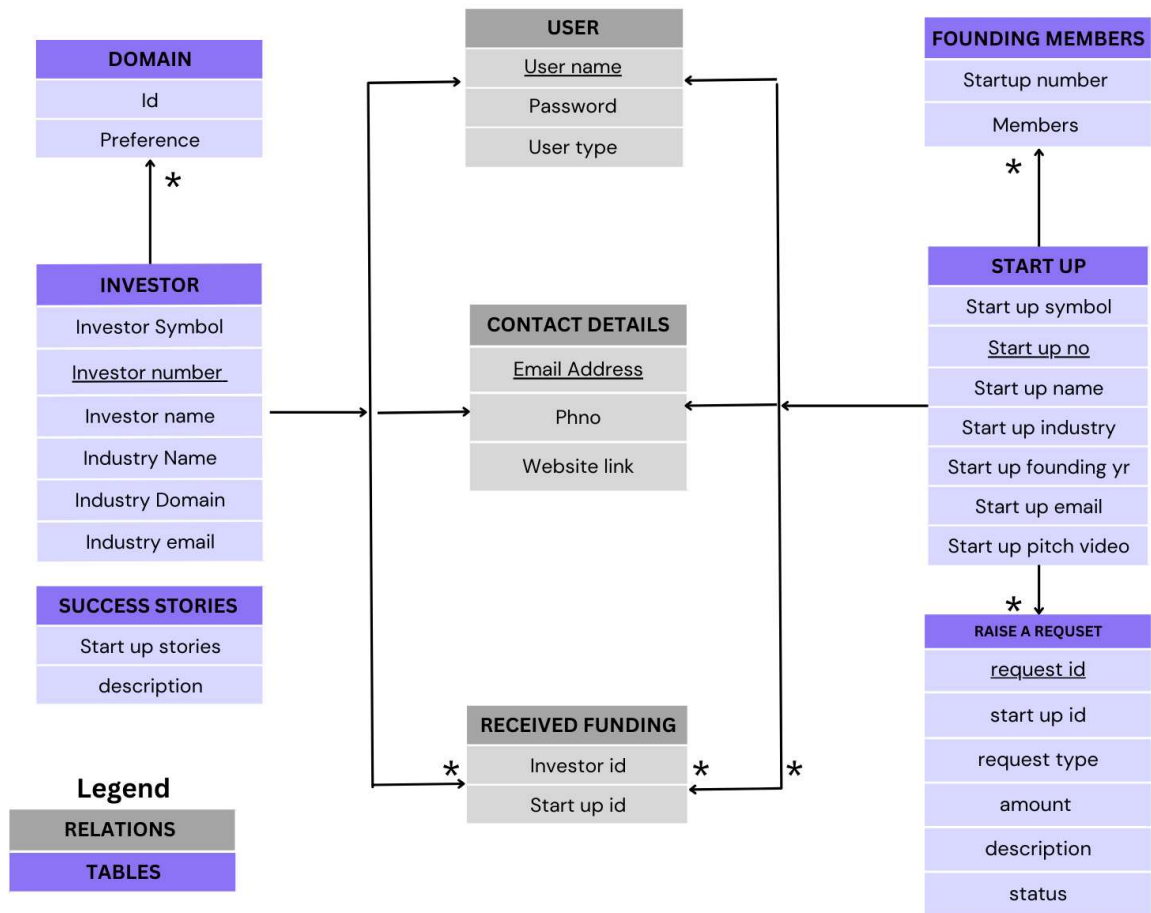 DOMAIN
Id
Preference
*
INVESTOR
Investor Symbol
Investor number
Investor name
Industry Name
Industry Domain
Industry email
SUCCESS STORIES
Start up stories
description
Legend
RELATIONS
TABLES
USER
User name
Password
User type
CONTACT DETAILS
Email Address
Phno
Website link
RECEIVED FUNDING
* Investor id * *
Start up id
FOUNDING MEMBERS
Startup number
Members
*
START UP
Start up symbol
Start up no
Start up name
Start up industry
Start up founding yr
Start up email
Start up pitch video
*
RAISE A REQUSET
request id
start up id
request type
amount
description
status